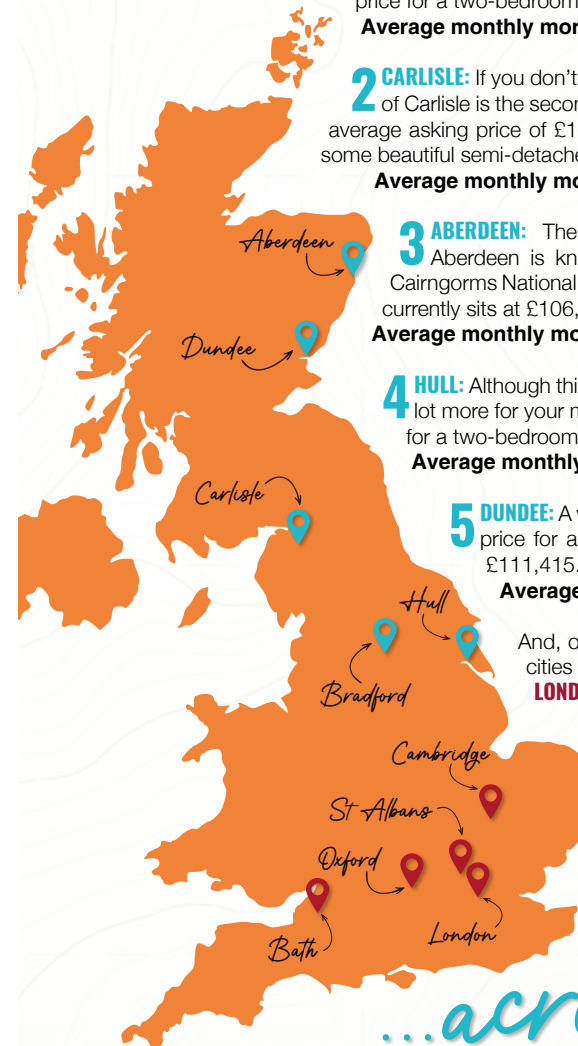 price for a two-bedroom
Average monthly mor
2 CARLISLE: If you don't
of Carlisle is the secon
average asking price of £1
some beautiful semi-detache
Average monthly mo
3 ABERDEEN: The
Aberdeen is kn
Cairngorms National
currently sits at £106,
Average monthly mo
4 HULL: Although thi
lot more for your m
for a two-bedroom
Average monthly
5 DUNDEE: A v
price for a
£111,415.
Average
And, o
cities
LOND
Aberdeen
Dundee
Carlisle
Hull
Bradford
Cambridge
St Albans
Oxford
Bath
London
...acro